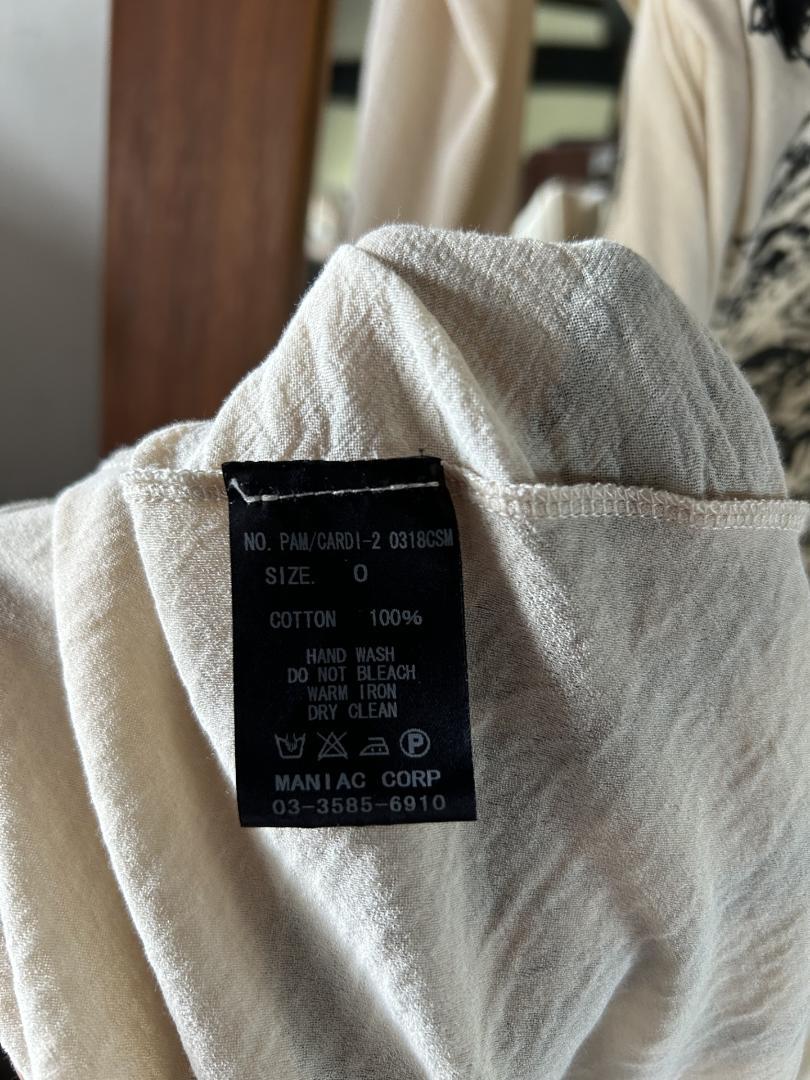 NO. PAM/CARDI-2 0318CSM
SIZE. 0
COTTON 100%
HAND WASH
DO NOT BLEACH
WARM IRON
DRY CLEAN
P
MANIAC CORP
03-3585-6910